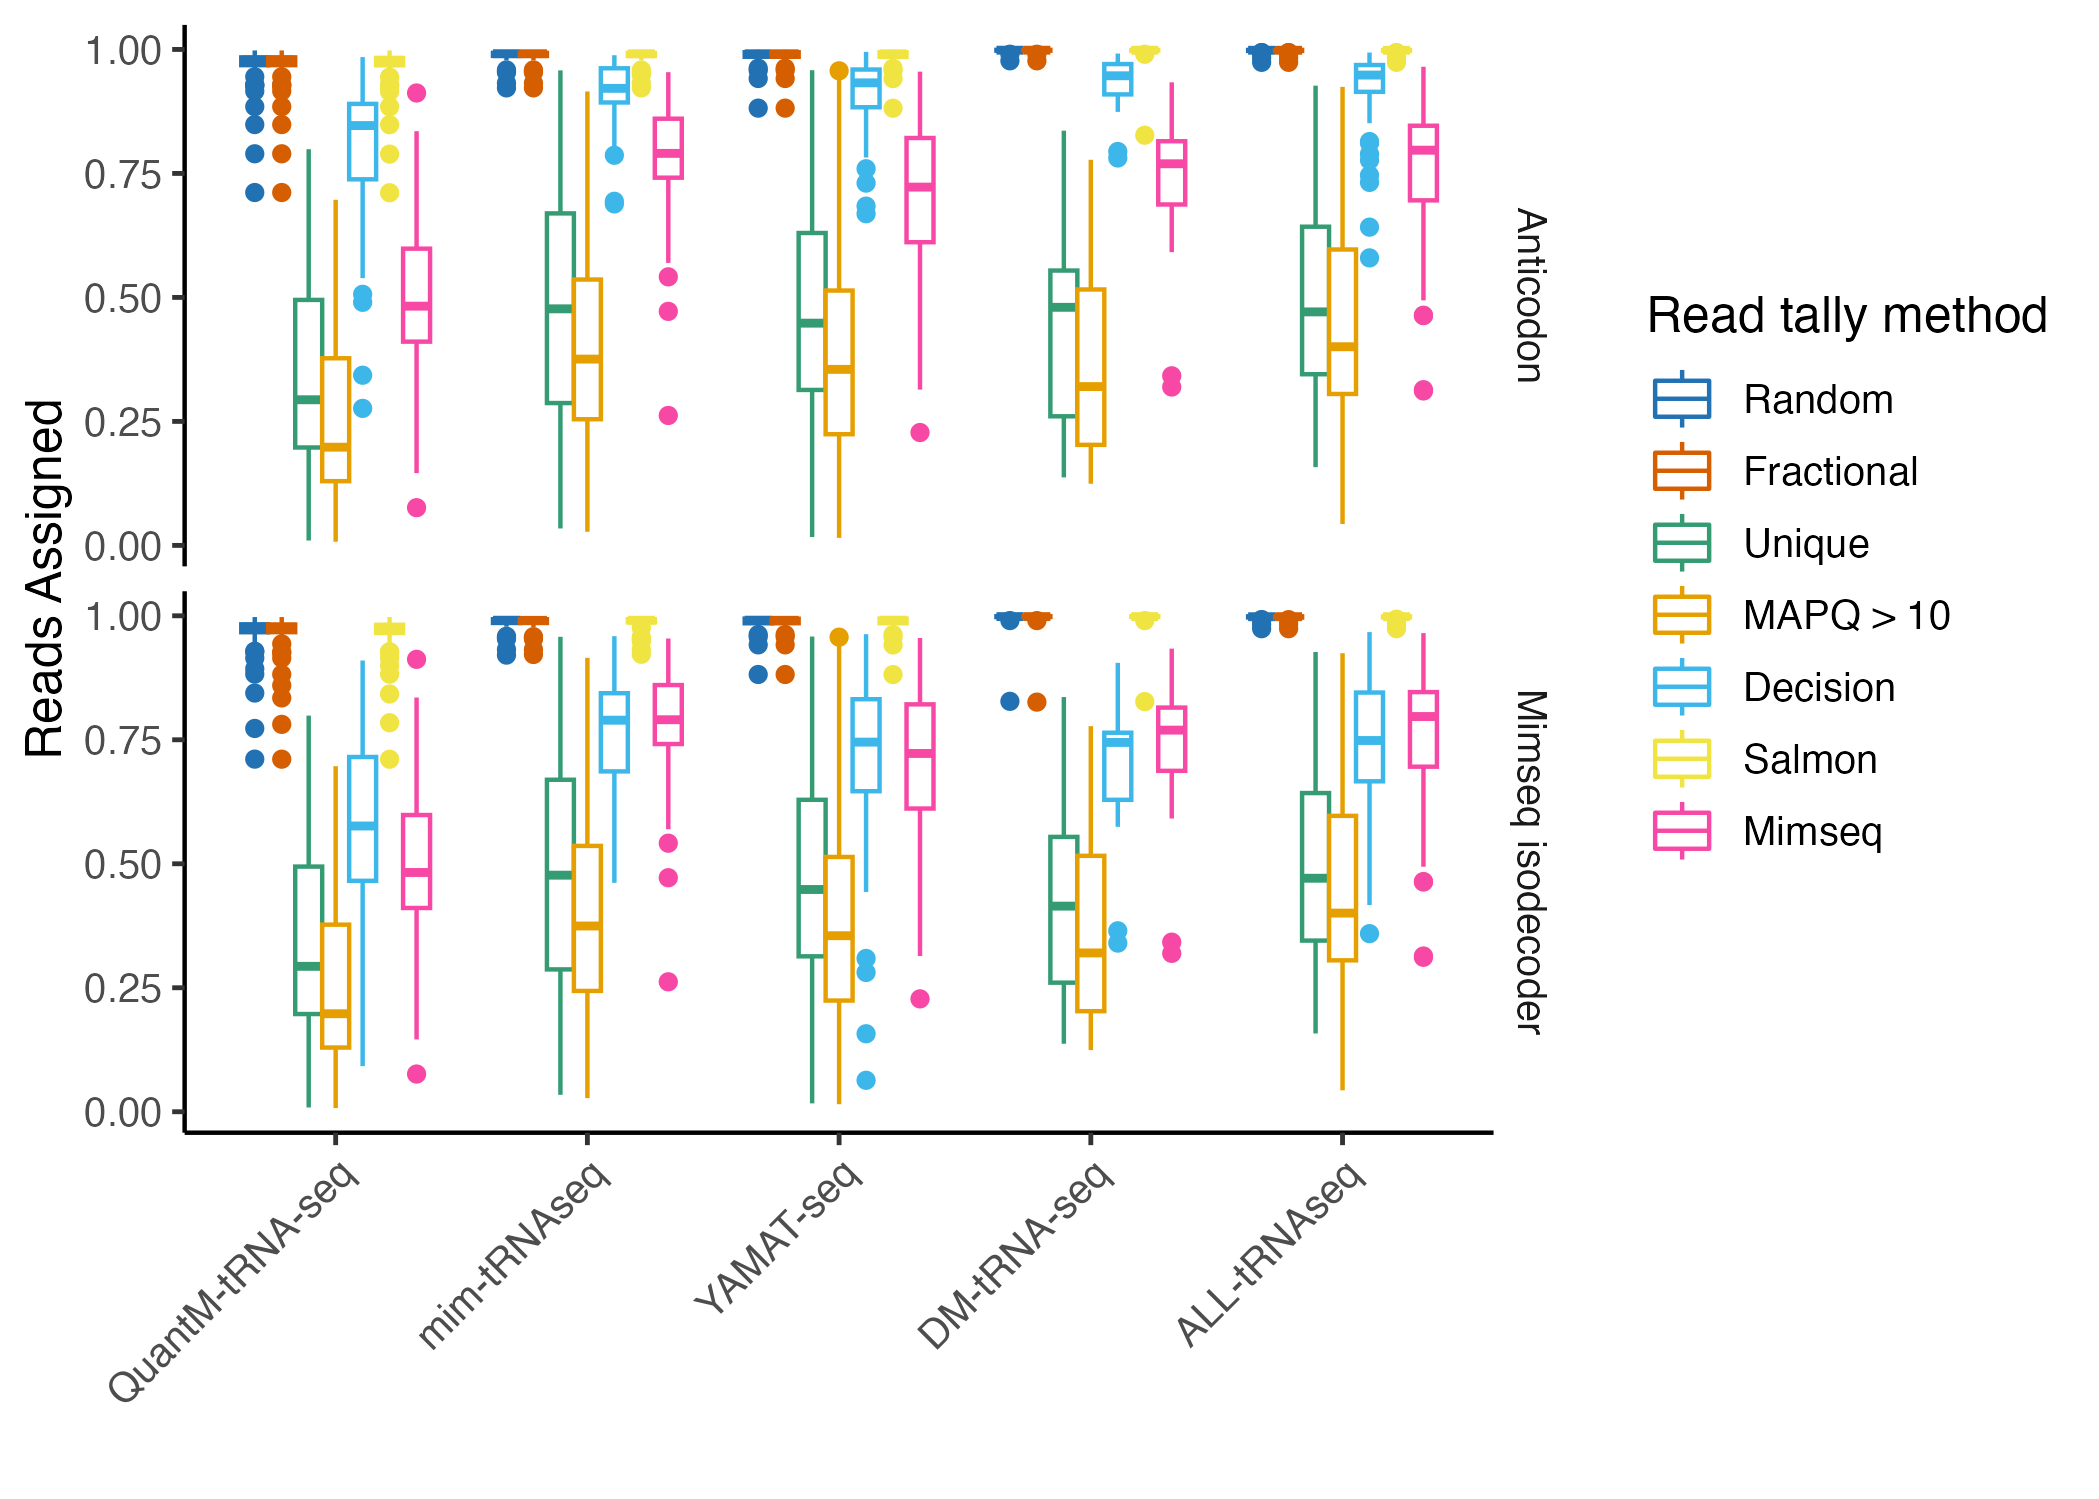 Reads Assigned
1.00
0.75
0.50
0.25
0.00
Anticodon
1.00
0.75
0.50
0.25
0.00
Mimseq isodecoder
QuantM-tRNA-seq
mim-tRNAseq
YAMAT-seq
DM-tRNA-seq
ALL-tRNAseq
Read tally method
Random
Fractional
Unique
MAPQ > 10
Decision
Salmon
Mimseq